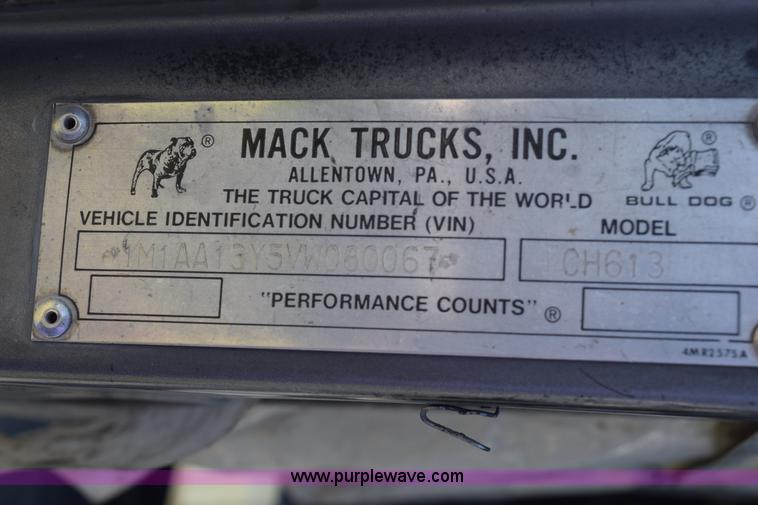 MACK TRUCKS, INC.
ALLENTOWN, PA., U.S.A.
THE TRUCK CAPITAL OF THE WORLD
BULL DOG ®
VEHICLE IDENTIFICATION NUMBER (VIN) MODEL
*1M1AA13Y5VW080067* CH613
"PERFORMANCE COUNTS" ®
4MR2575A
www.purplewave.com